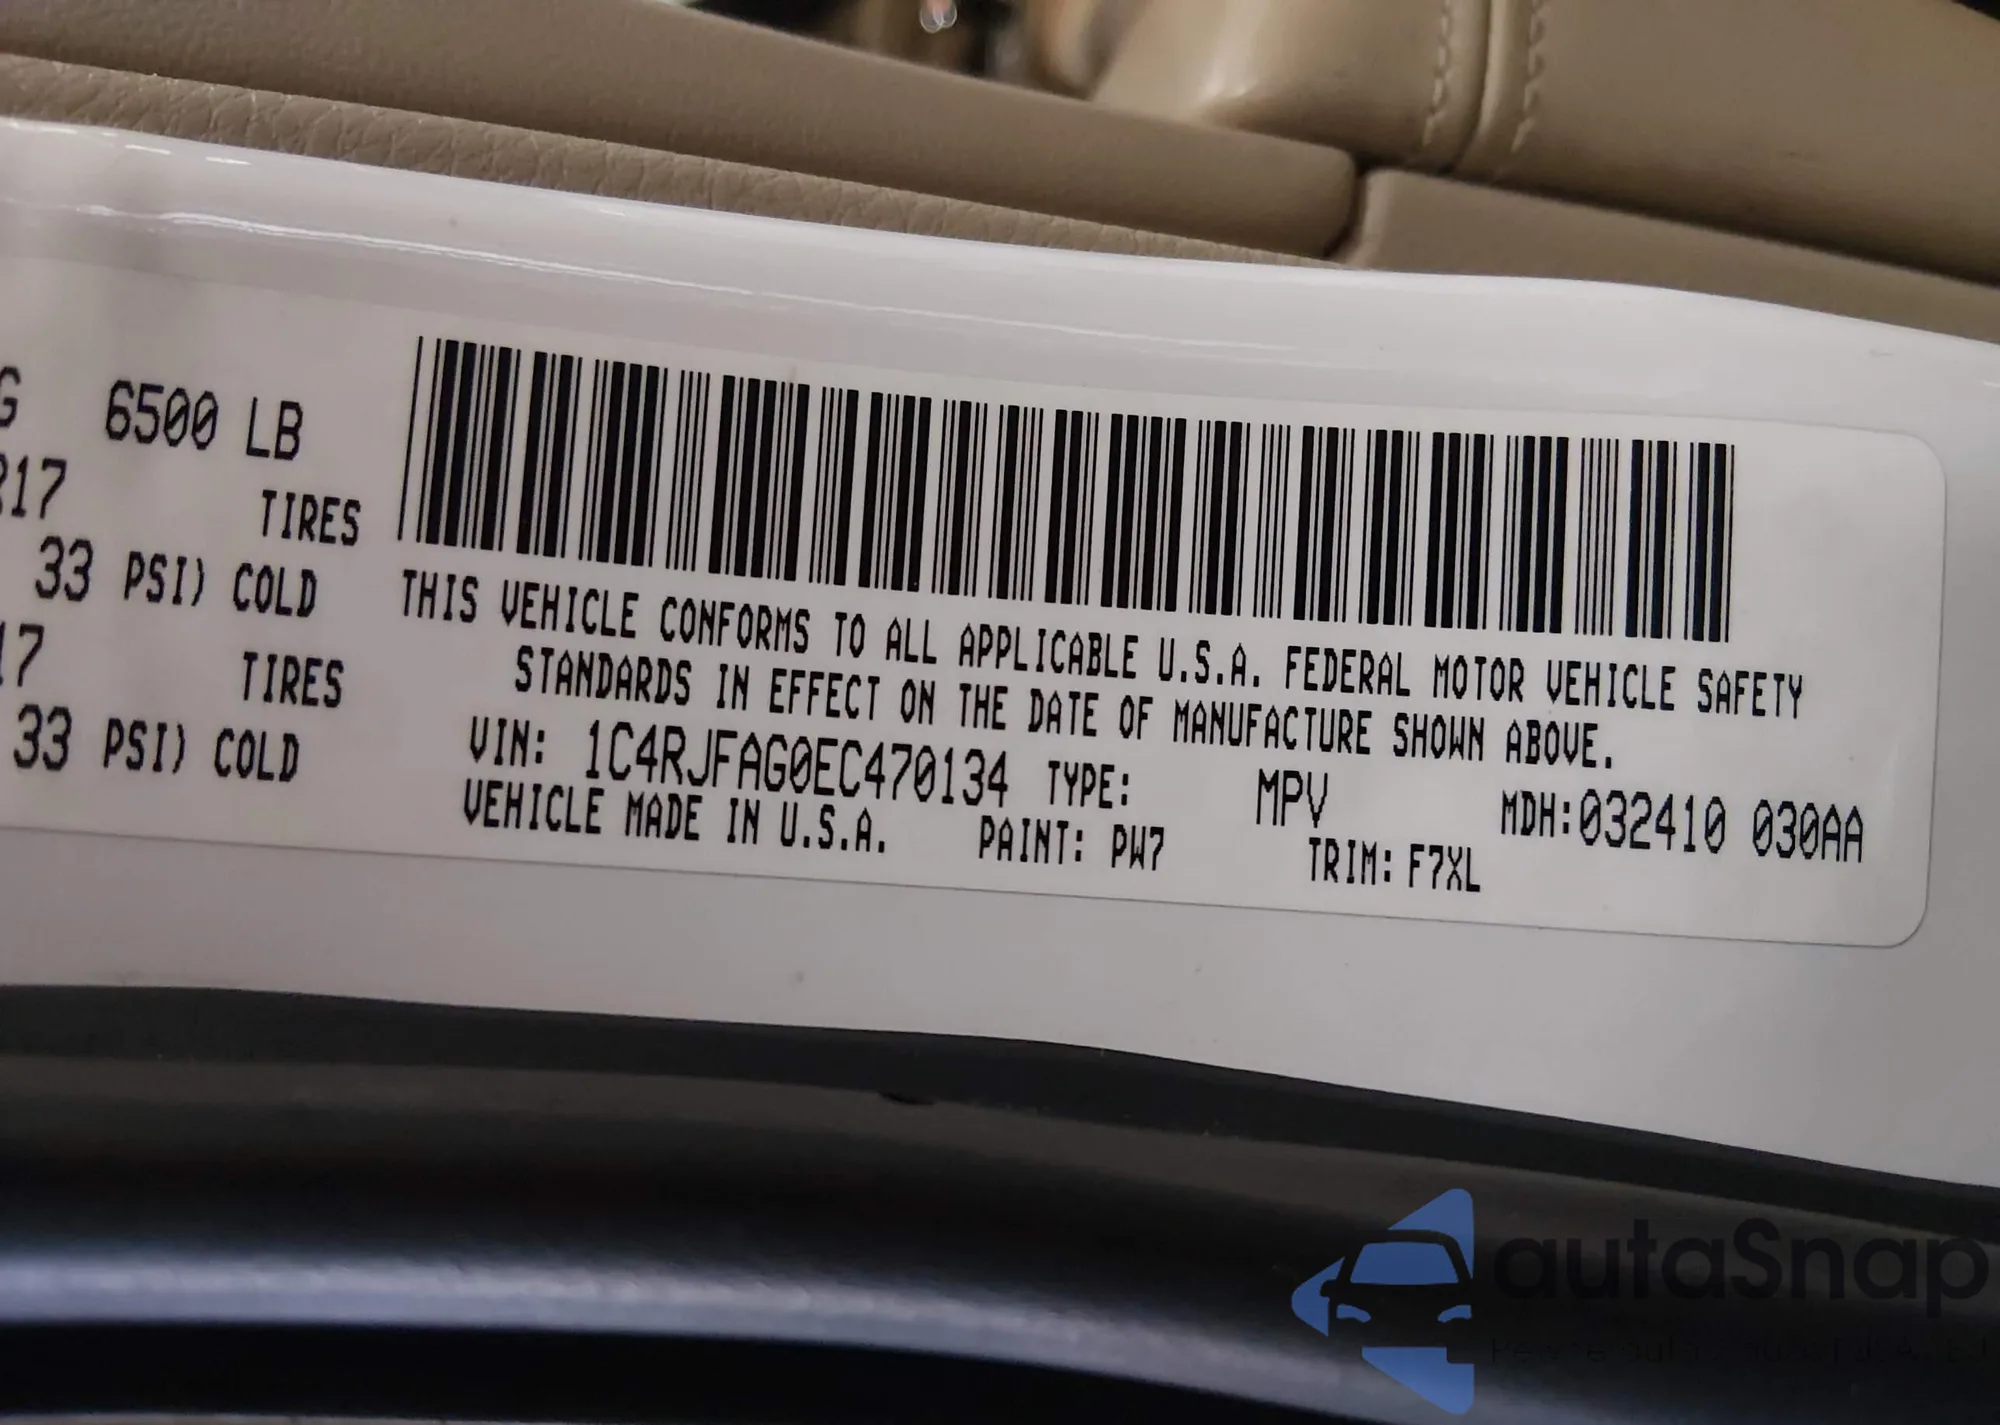 G 6500 LB
R17 TIRES
33 PSI) COLD
17 TIRES
33 PSI) COLD
THIS VEHICLE CONFORMS TO ALL APPLICABLE U.S.A. FEDERAL MOTOR VEHICLE SAFETY
STANDARDS IN EFFECT ON THE DATE OF MANUFACTURE SHOWN ABOVE.
VIN: 1C4RJFAG0EC470134 TYPE: MPV MDH:032410 030AA
VEHICLE MADE IN U.S.A. PAINT: PW7 TRIM: F7XL
autaSnap